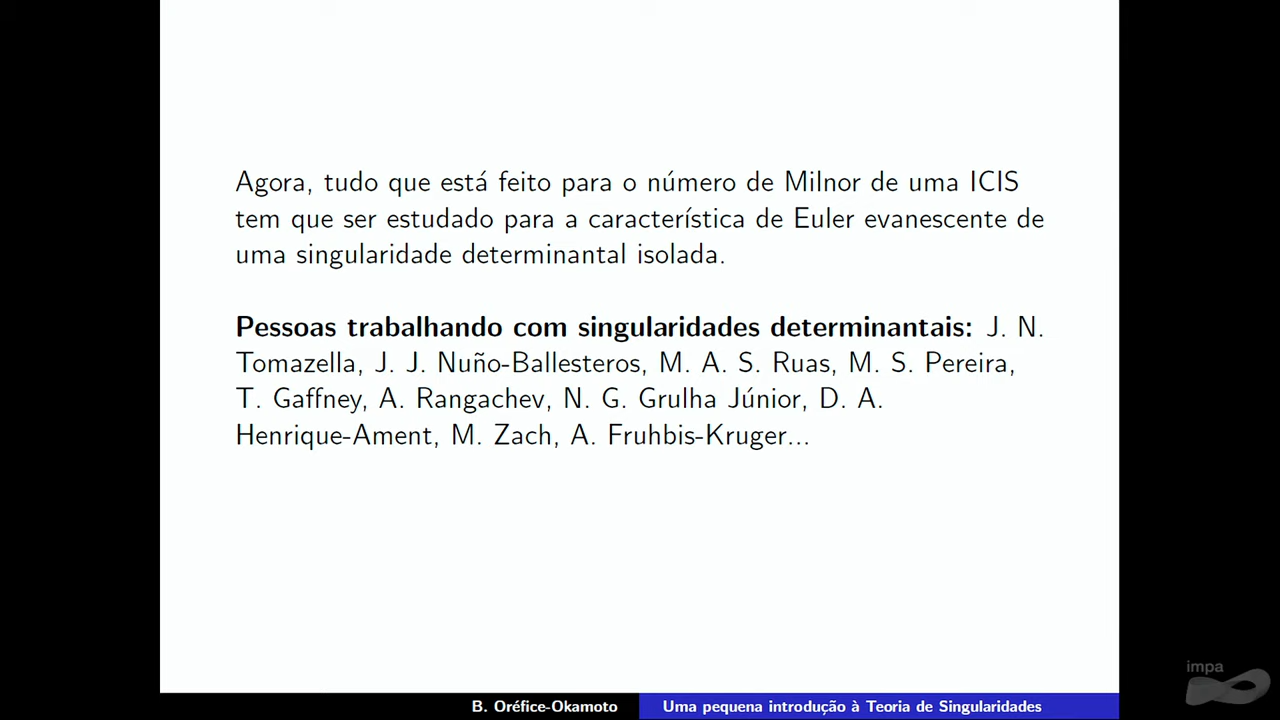 Agora, tudo que está feito para o número de Milnor de uma ICIS
tem que ser estudado para a característica de Euler evanescente de
uma singularidade determinantal isolada.
Pessoas trabalhando com singularidades determinantais: J. N.
Tomazella, J. J. Nuño-Ballesteros, M. A. S. Ruas, M. S. Pereira,
T. Gaffney, A. Rangachev, N. G. Grulha Júnior, D. A.
Henrique-Ament, M. Zach, A. Fruhbis-Kruger...
impa
B. Oréfice-Okamoto
Uma pequena introdução à Teoria de Singularidades